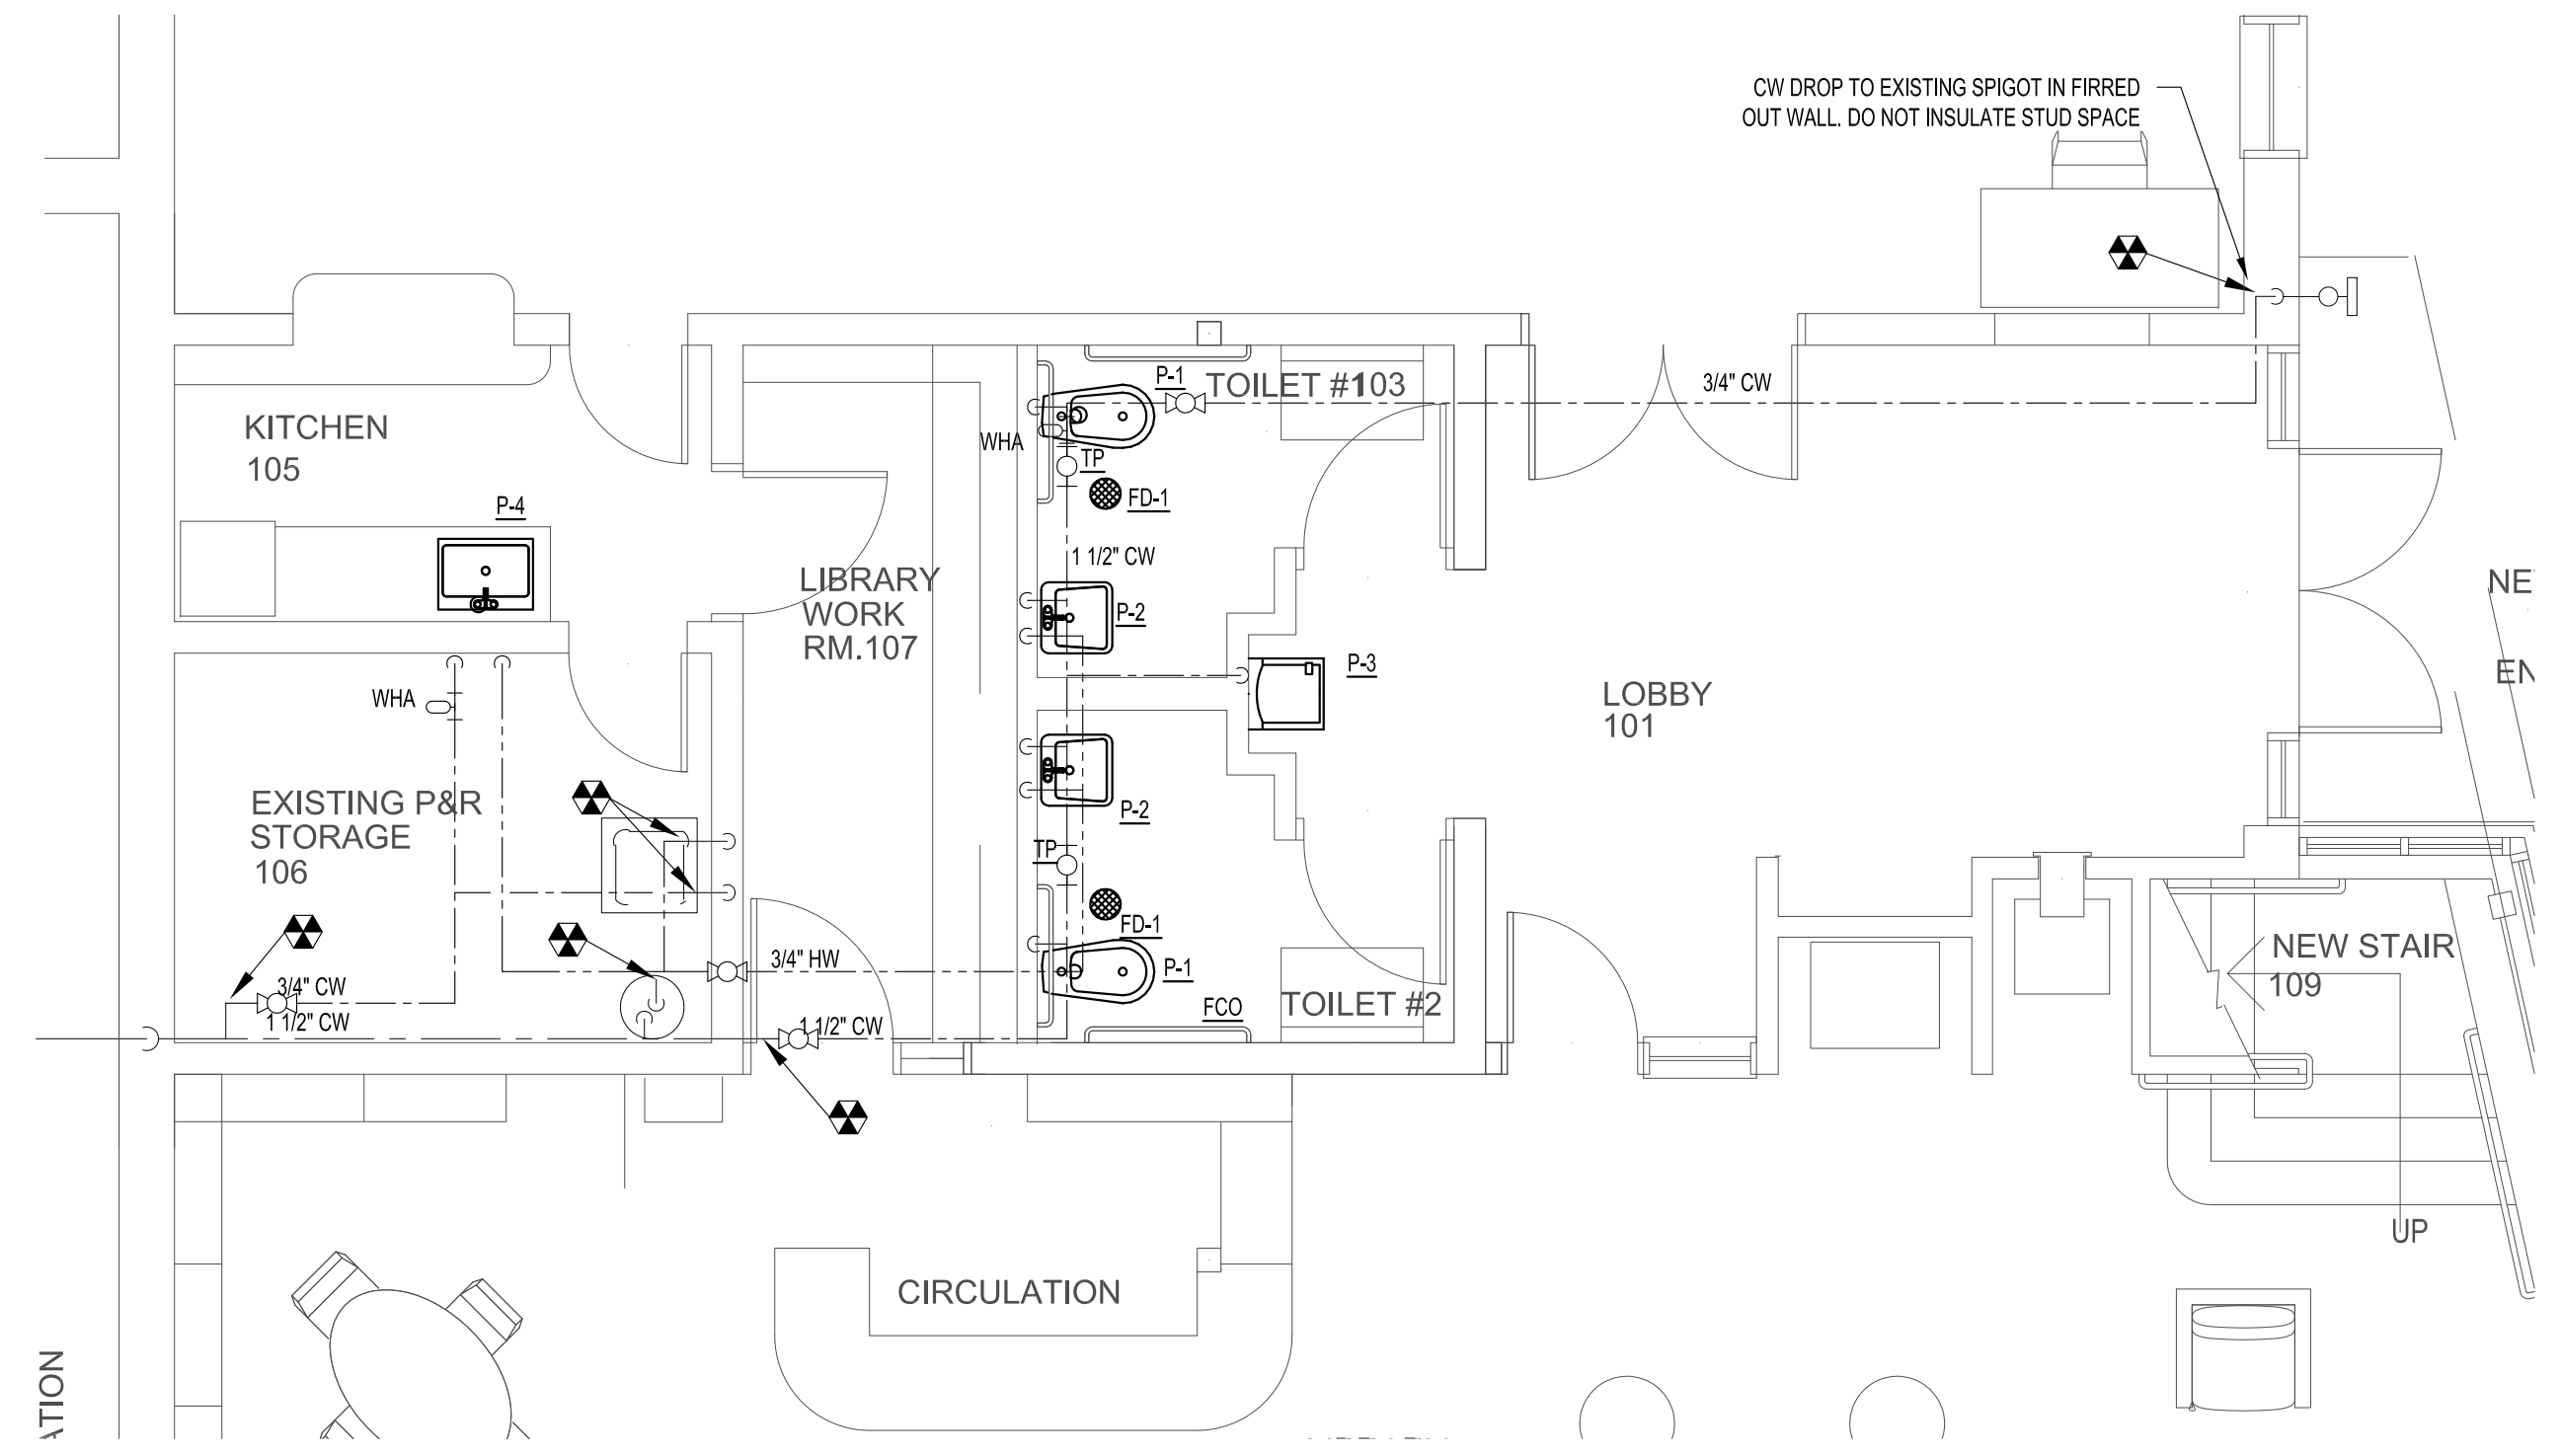 CW DROP TO EXISTING SPIGOT IN FIRRED
OUT WALL. DO NOT INSULATE STUD SPACE
P-1
TOILET #103
3/4" CW
KITCHEN
105
WHA
TP
FD-1
P-4
1 1/2" CW
LIBRARY
WORK
RM.107
P-2
P-3
NE
EN
LOBBY
101
WHA
EXISTING P&R
STORAGE
106
P-2
TP
FD-1
3/4" HW
P-1
NEW STAIR
109
3/4" CW
1 1/2" CW
1 1/2" CW
FCO
TOILET #2
UP
CIRCULATION
ATION